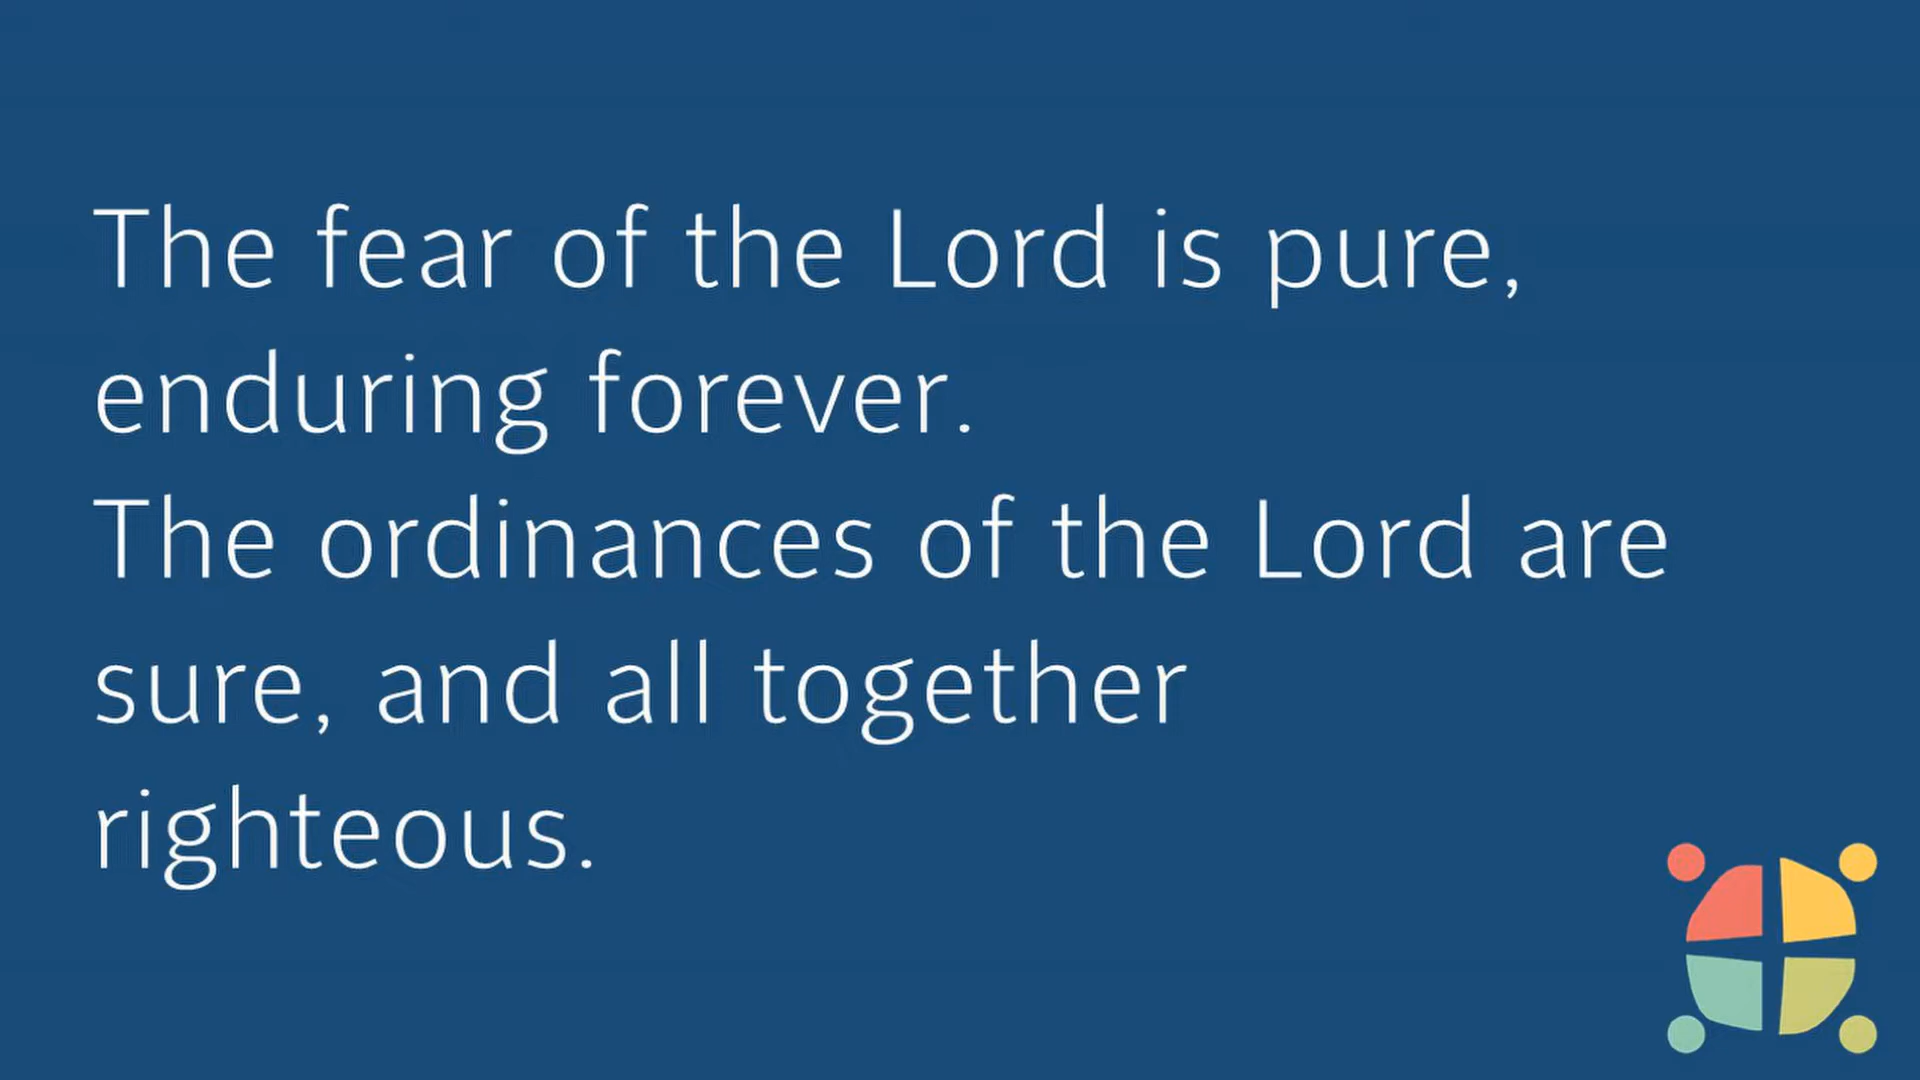 The fear of the Lord is pure,
enduring forever.
The ordinances of the Lord are
sure, and all together
righteous.